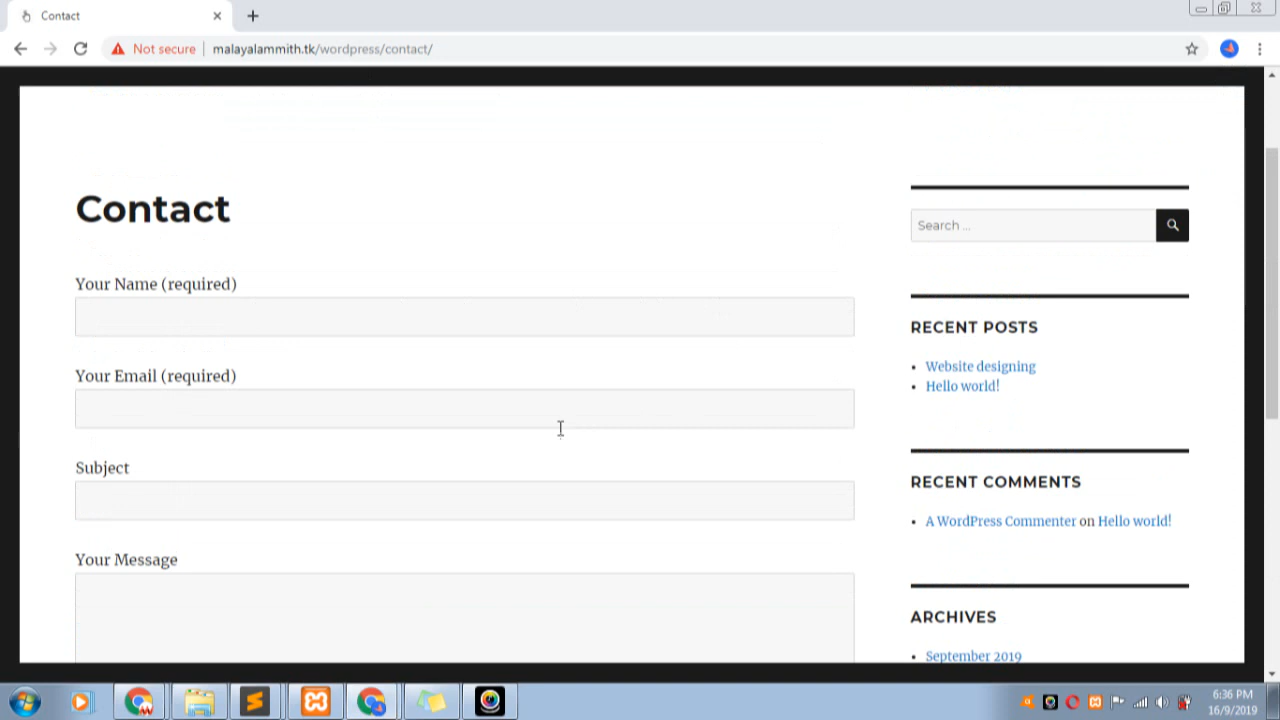 Contact
Not secure
malayalammith.tk/wordpress/contact/
Contact
Your Name (required)
Your Email (required)
Subject
Your Message
Search ...
RECENT POSTS
Website designing
Hello world!
RECENT COMMENTS
A WordPress Commenter on Hello world!
ARCHIVES
September 2019
6:36 PM
16/9/2019